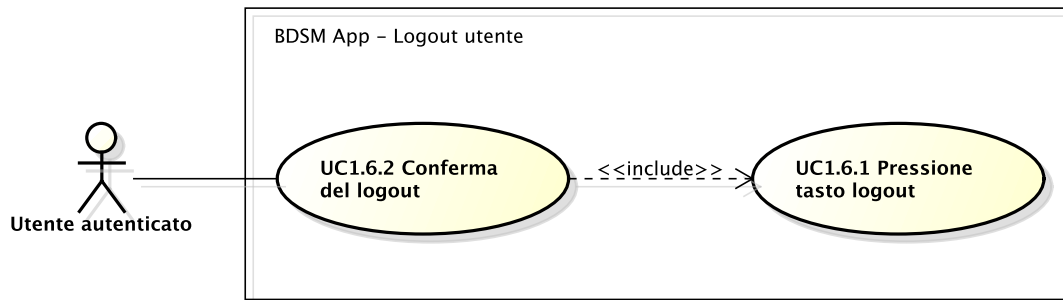 BDSM App – Logout utente
UC1.6.2 Conferma
del logout
<<include>>
UC1.6.1 Pressione
tasto logout
Utente autenticato